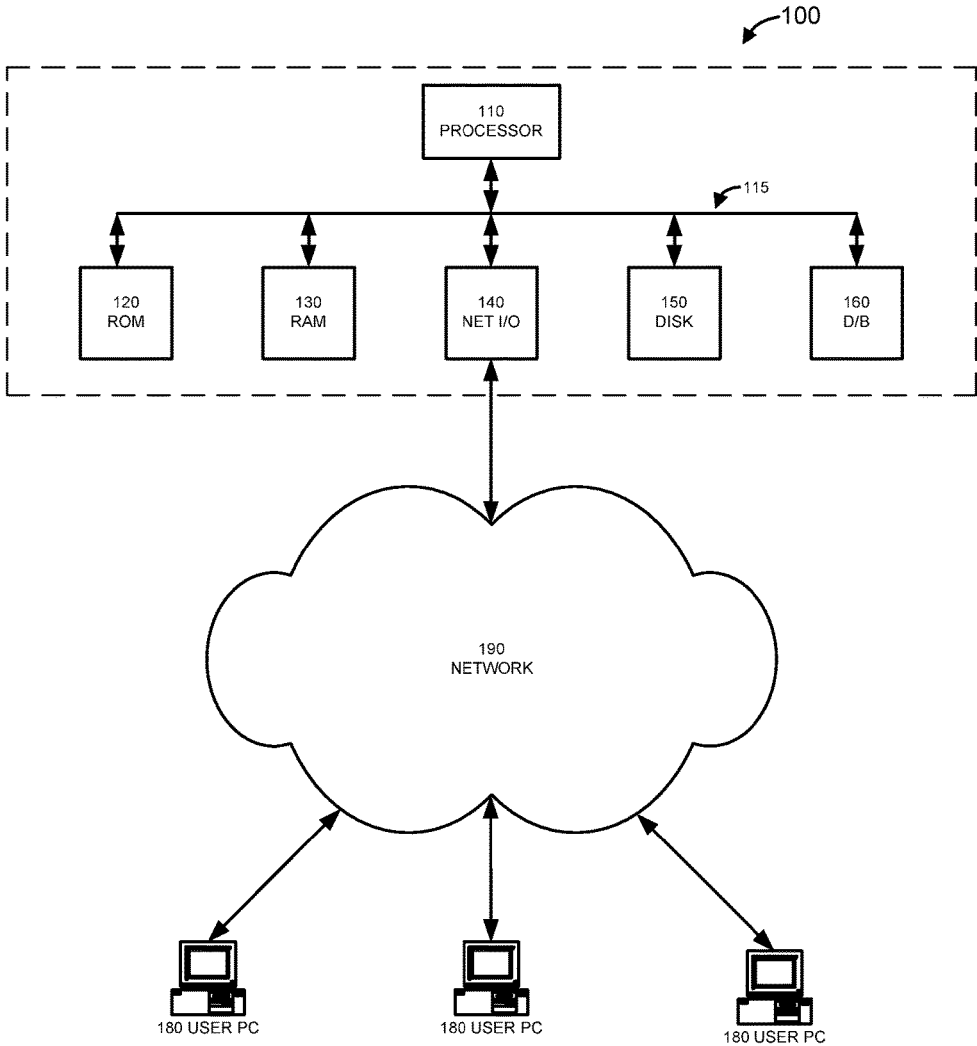 100
110
PROCESSOR
115
120
ROM
130
RAM
140
NET I/O
150
DISK
160
D/B
190
NETWORK
180 USER PC
180 USER PC
180 USER PC